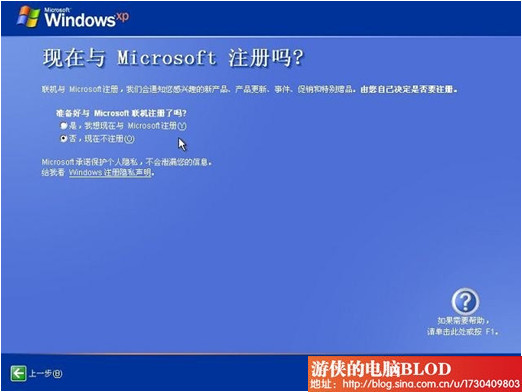 Microsoft
Windows xp
现在与 Microsoft 注册吗?
联机与 Microsoft 注册,我们会通知您感兴趣的新产品、产品更新、事件、促销和特别赠品。由您自己决定是否要注册。
准备好与 Microsoft 联机注册了吗?
是,我想现在与 Microsoft 注册(Y)
否,现在不注册(O)
Microsoft 承诺保护个人隐私,不会泄漏您的信息。
给我看 Windows 注册隐私声明。
如果需要帮助,
请单击此处或按 F1。
上一步(B)
游侠的电脑BLOD
地址:http://blog.sina.com.cn/u/1730409803